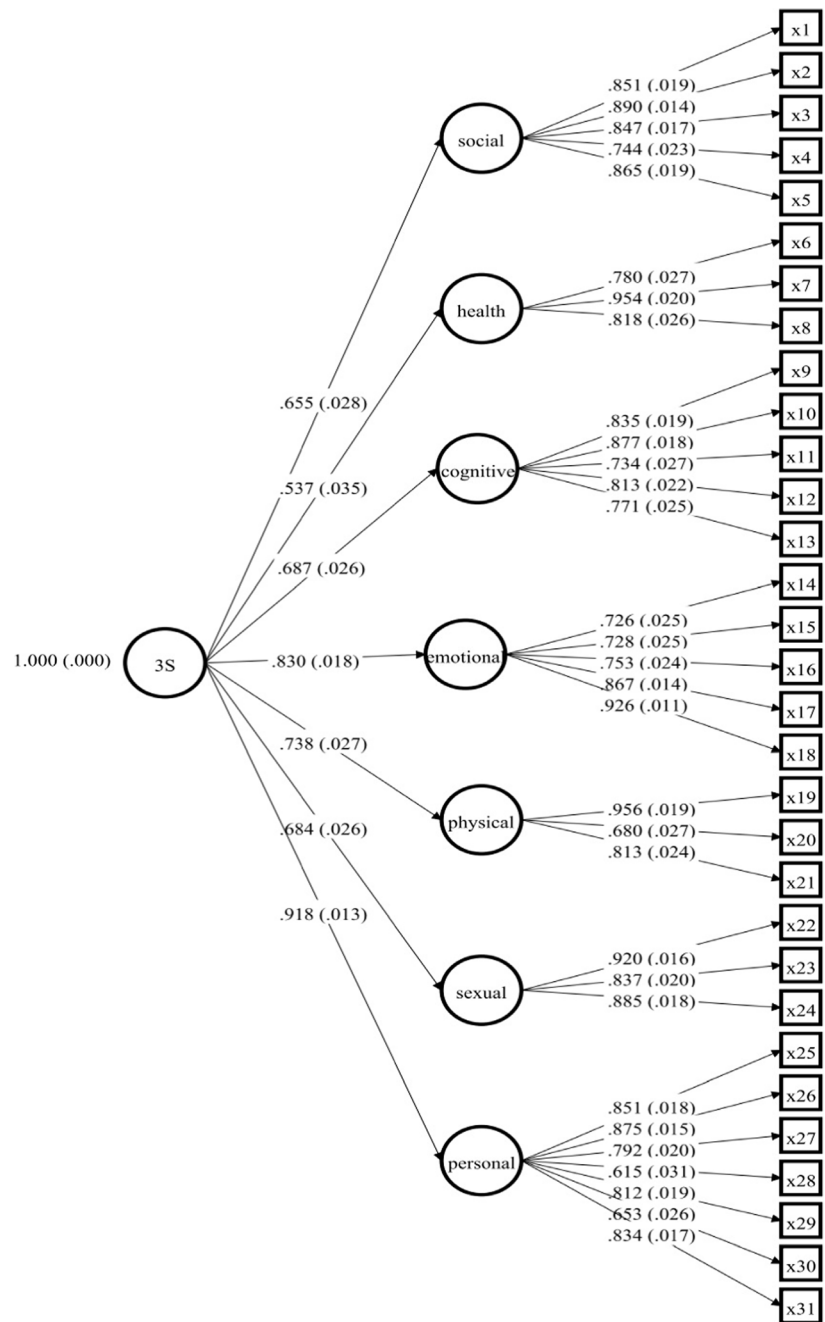 x1
x2
x3
x4
x5
.851 (.019)
.890 (.014)
.847 (.017)
.744 (.023)
.865 (.019)
social
x6
x7
x8
.780 (.027)
.954 (.020)
.818 (.026)
health
x9
x10
x11
x12
x13
.835 (.019)
.877 (.018)
.734 (.027)
.813 (.022)
.771 (.025)
cognitive
x14
x15
x16
x17
x18
.726 (.025)
.728 (.025)
.753 (.024)
.867 (.014)
.926 (.011)
emotional
x19
x20
x21
.956 (.019)
.680 (.027)
.813 (.024)
physical
x22
x23
x24
.920 (.016)
.837 (.020)
.885 (.018)
sexual
x25
x26
x27
x28
x29
x30
x31
.851 (.018)
.875 (.015)
.792 (.020)
.615 (.031)
.812 (.019)
.653 (.026)
.834 (.017)
personal
.655 (.028)
.537 (.035)
.687 (.026)
.830 (.018)
.738 (.027)
.684 (.026)
.918 (.013)
1.000 (.000)
3S